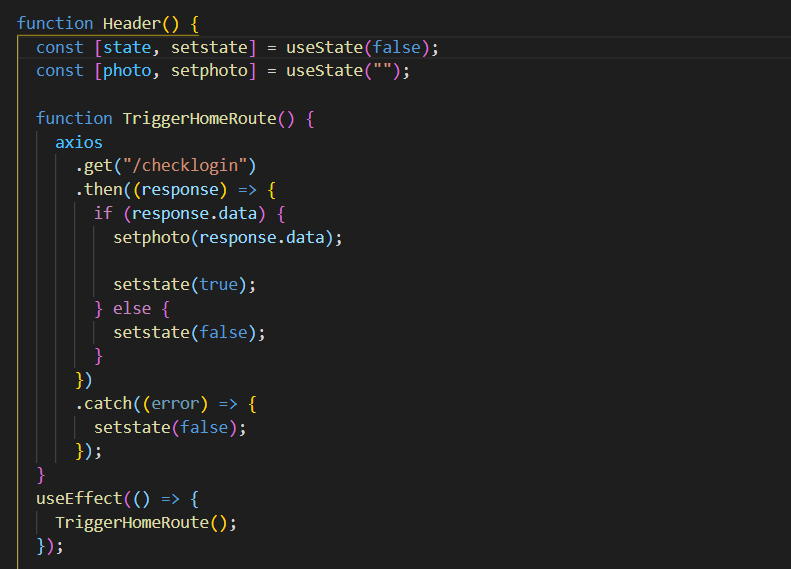 function Header() {
const [state, setstate] = useState(false);
const [photo, setphoto] = useState("");
function TriggerHomeRoute() {
axios
.get("/checklogin")
.then((response) => {
if (response.data) {
setphoto(response.data);
setstate(true);
} else {
setstate(false);
}
})
.catch((error) => {
setstate(false);
});
}
useEffect(() => {
TriggerHomeRoute();
});